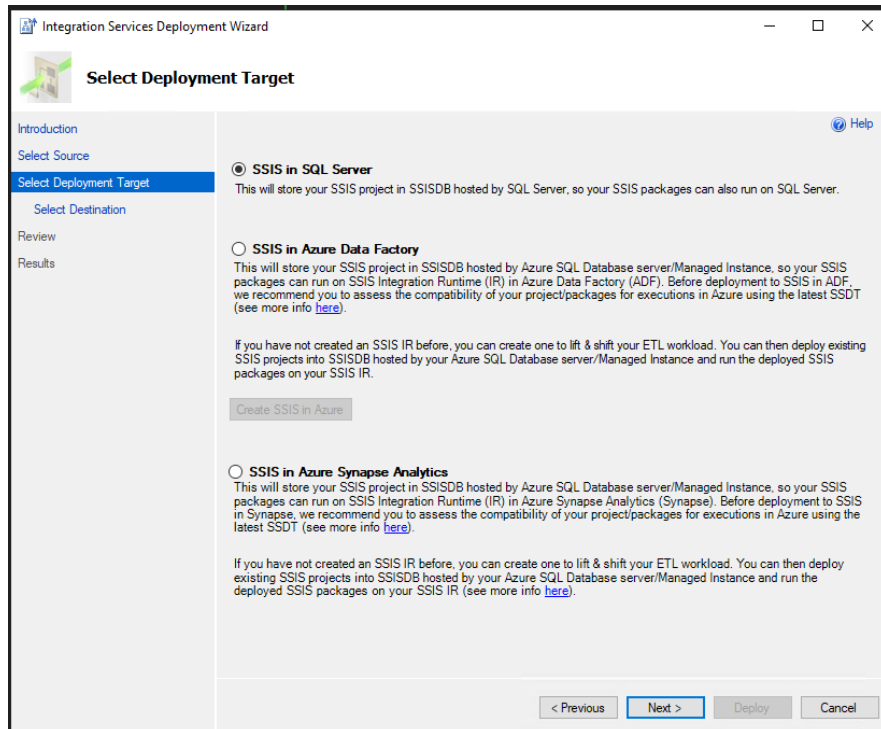 Integration Services Deployment Wizard
Select Deployment Target
Help
Introduction
Select Source
Select Deployment Target
Select Destination
Review
Results
SSIS in SQL Server
This will store your SSIS project in SSISDB hosted by SQL Server, so your SSIS packages can also run on SQL Server.
SSIS in Azure Data Factory
This will store your SSIS project in SSISDB hosted by Azure SQL Database server/Managed Instance, so your SSIS
packages can run on SSIS Integration Runtime (IR) in Azure Data Factory (ADF). Before deployment to SSIS in ADF,
we recommend you to assess the compatibility of your project/packages for executions in Azure using the latest SSDT
(see more info here).
If you have not created an SSIS IR before, you can create one to lift & shift your ETL workload. You can then deploy existing
SSIS projects into SSISDB hosted by your Azure SQL Database server/Managed Instance and run the deployed SSIS
packages on your SSIS IR.
Create SSIS in Azure
SSIS in Azure Synapse Analytics
This will store your SSIS project in SSISDB hosted by Azure SQL Database server/Managed Instance, so your SSIS
packages can run on SSIS Integration Runtime (IR) in Azure Synapse Analytics (Synapse). Before deployment to SSIS
in Synapse, we recommend you to assess the compatibility of your project/packages for executions in Azure using the
latest SSDT (see more info here).
If you have not created an SSIS IR before, you can create one to lift & shift your ETL workload. You can then deploy
existing SSIS projects into SSISDB hosted by your Azure SQL Database server/Managed Instance and run the
deployed SSIS packages on your SSIS IR (see more info here).
< Previous
Next >
Deploy
Cancel